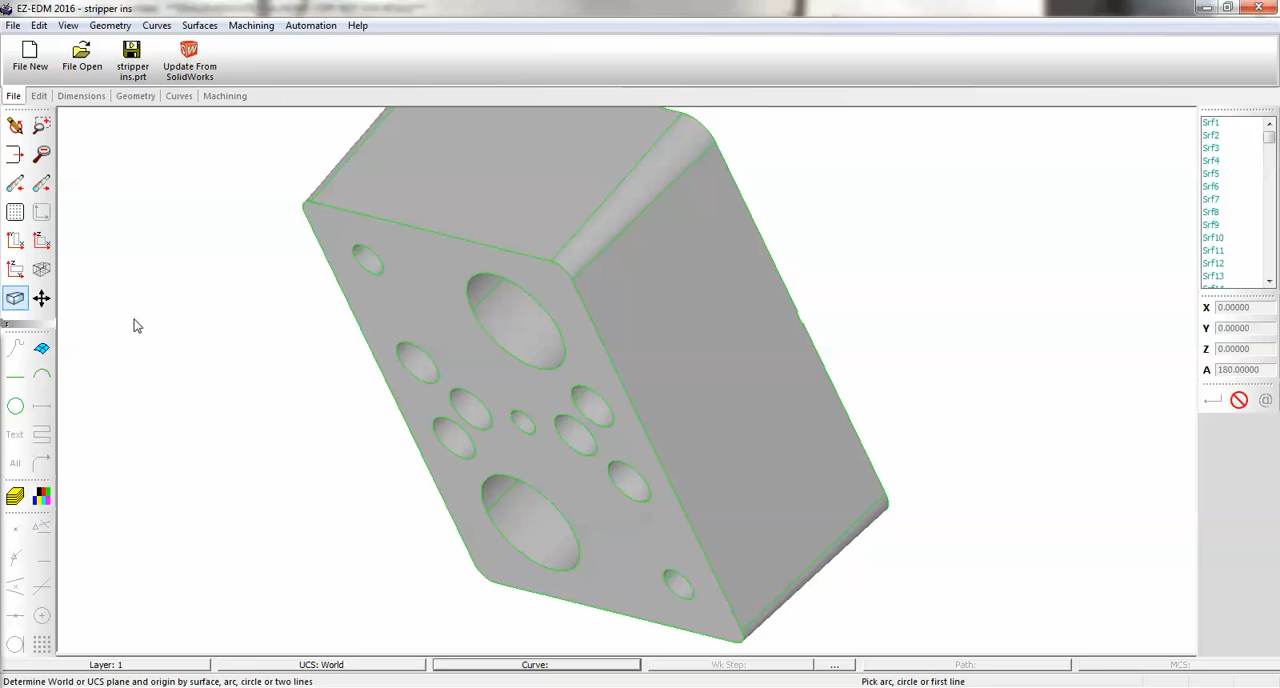 EZ-EDM 2016 - stripper ins
File Edit View Geometry Curves Surfaces Machining Automation Help
File New
File Open
stripper
ins.prt
Update From
SolidWorks
File Edit Dimensions Geometry Curves Machining
Srf1
Srf2
Srf3
Srf4
Srf5
Srf6
Srf7
Srf8
Srf9
Srf10
Srf11
Srf12
Srf13
X 0.00000
Y 0.00000
Z 0.00000
A 180.00000
@
Text
All
Layer: 1
UCS: World
Curve:
Wk Step:
...
Path:
MCS:
Determine World or UCS plane and origin by surface, arc, circle or two lines
Pick arc, circle or first line